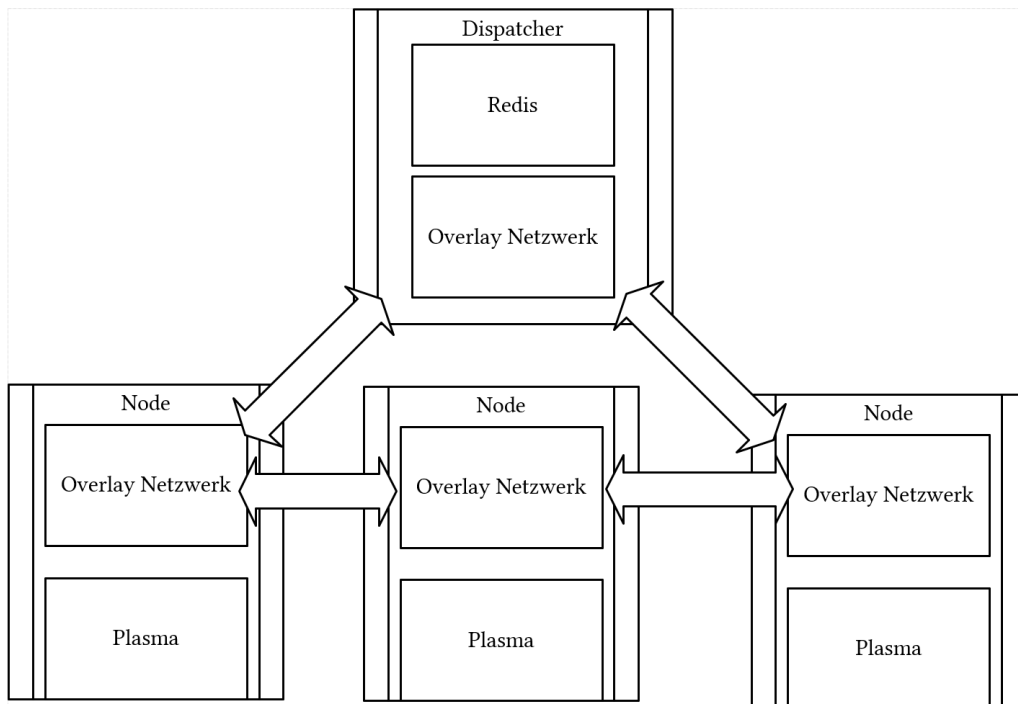 Dispatcher
Redis
Overlay Netzwerk
Node
Overlay Netzwerk
Plasma
Node
Overlay Netzwerk
Plasma
Node
Overlay Netzwerk
Plasma